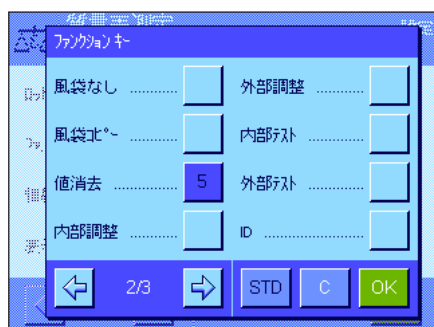 ファンクション キー
風袋なし ..............
外部調整 ..............
風袋コピー ............
内部テスト ............
値消去 ................ 5
外部テスト ............
内部調整 ..............
ID ........................
2/3
STD
C
OK